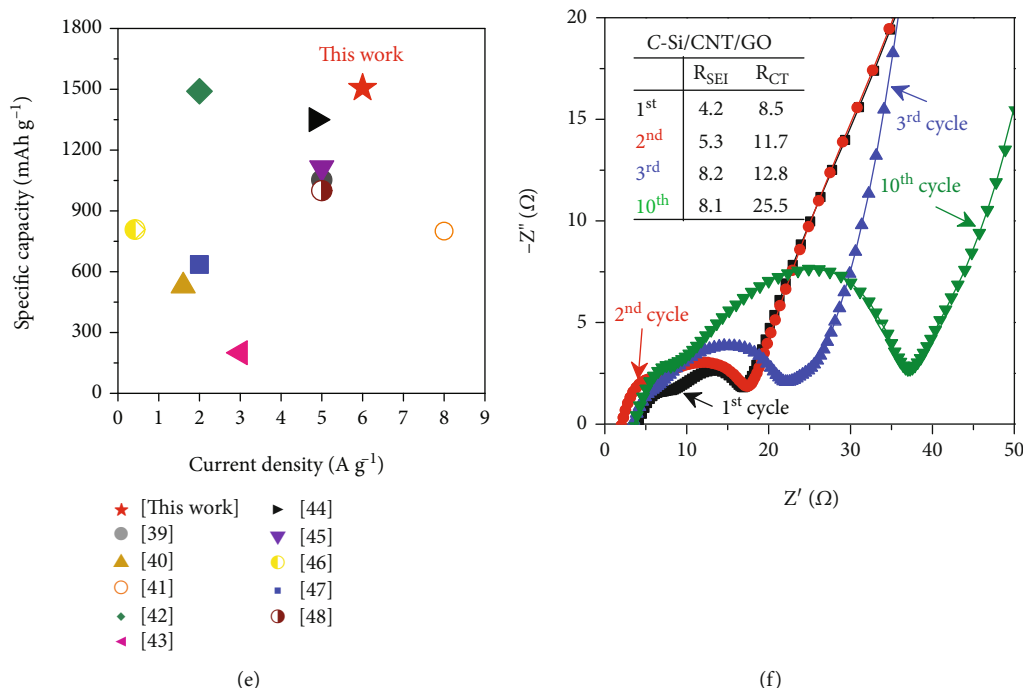 1800
1500
1200
900
600
300
0
Specific capacity (mAh g⁻¹)
This work
0 1 2 3 4 5 6 7 8 9
Current density (A g⁻¹)
[This work]
[39]
[40]
[41]
[42]
[43]
[44]
[45]
[46]
[47]
[48]
(e)
20
15
10
5
0
–Z″ (Ω)
C-Si/CNT/GO
R_SEI R_CT
1ˢᵗ 4.2 8.5
2ⁿᵈ 5.3 11.7
3ʳᵈ 8.2 12.8
10ᵗʰ 8.1 25.5
3ʳᵈ cycle
10ᵗʰ cycle
2ⁿᵈ cycle
1ˢᵗ cycle
0 10 20 30 40 50
Z′ (Ω)
(f)